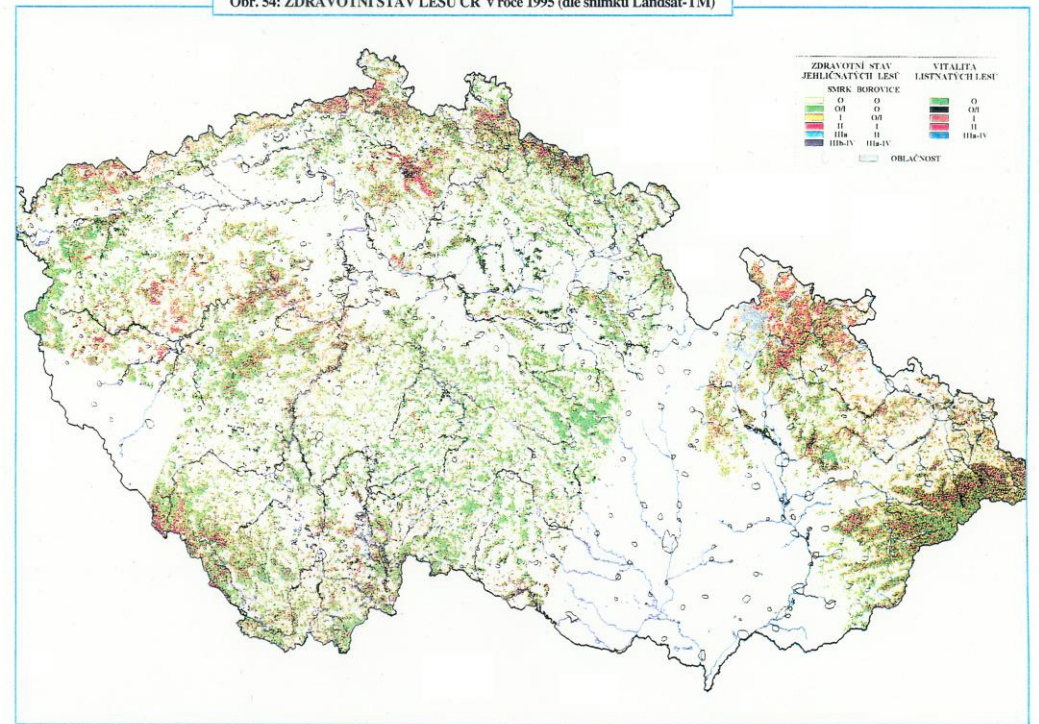 Obr. 54: ZDRAVOTNÍ STAV LESŮ ČR v roce 1995 (dle snímků Landsat-TM)
ZDRAVOTNÍ STAV
JEHLIČNATÝCH LESŮ
SMRK BOROVICE
O O
O/I O
I O/I
II I
IIIa II
IIIb-IV IIIa-IV
VITALITA
LISTNATÝCH LESŮ
O
O/I
I
II
IIIa-IV
OBLAČNOST